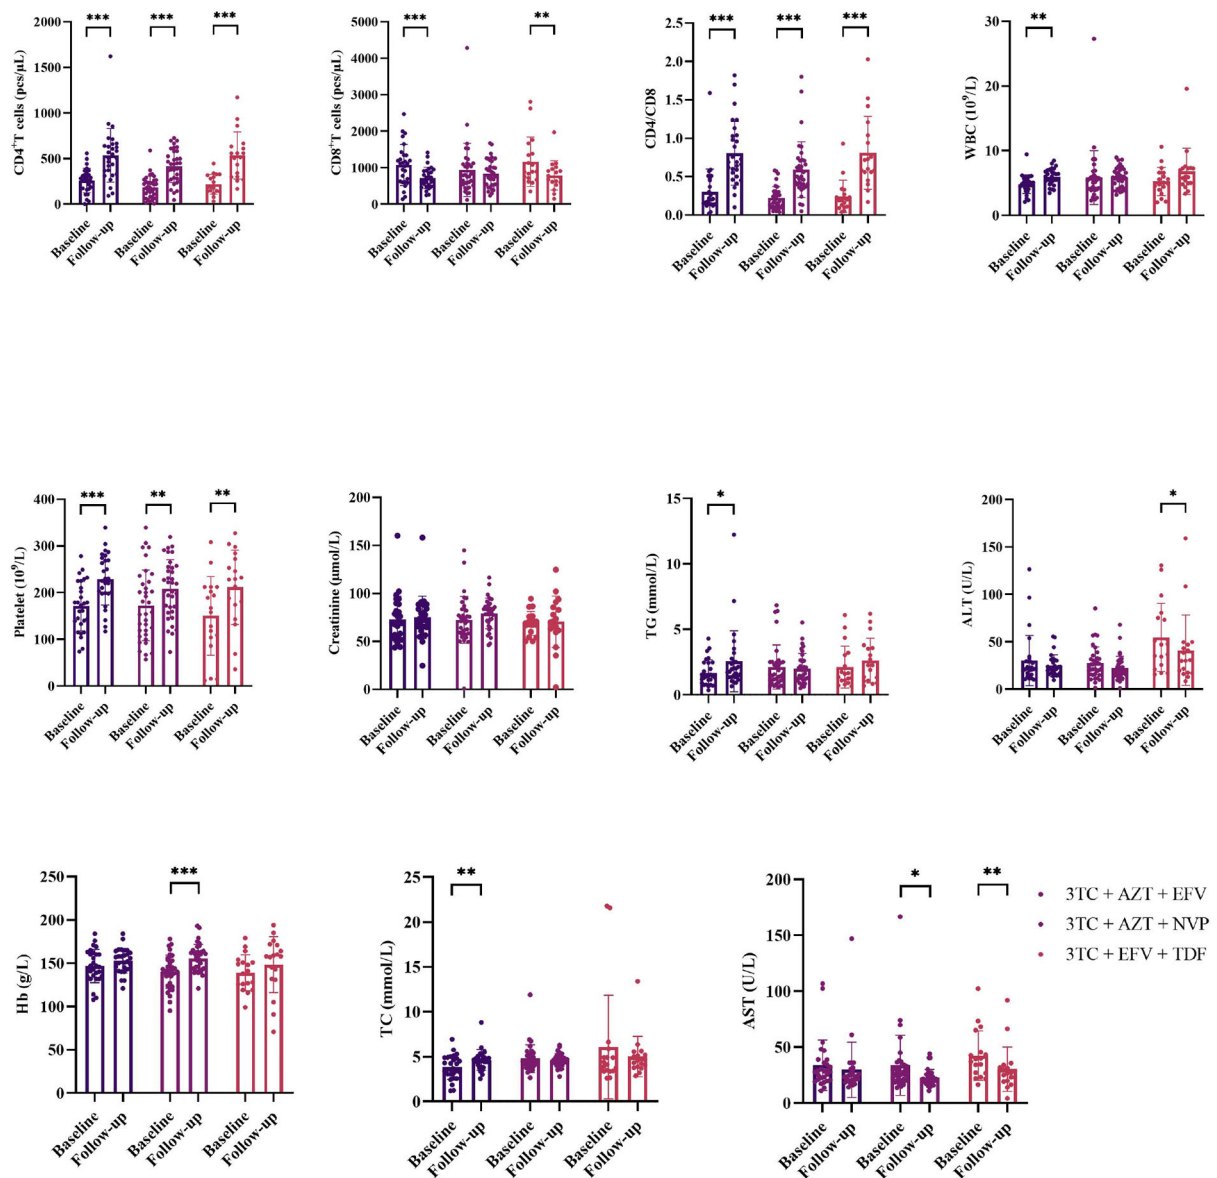 *** *** ***
CD4⁺T cells (pcs/μL)
2000
1500
1000
500
0
Baseline
Follow-up
Baseline
Follow-up
Baseline
Follow-up
*** **
CD8⁺T cells (pcs/μL)
5000
4000
3000
2000
1000
0
Baseline
Follow-up
Baseline
Follow-up
Baseline
Follow-up
*** *** ***
CD4/CD8
2.5
2.0
1.5
1.0
0.5
0.0
Baseline
Follow-up
Baseline
Follow-up
Baseline
Follow-up
**
WBC (10⁹/L)
30
20
10
0
Baseline
Follow-up
Baseline
Follow-up
Baseline
Follow-up
*** ** **
Platelet (10⁹/L)
400
300
200
100
0
Baseline
Follow-up
Baseline
Follow-up
Baseline
Follow-up
Creatinine (μmol/L)
200
150
100
50
0
Baseline
Follow-up
Baseline
Follow-up
Baseline
Follow-up
*
TG (mmol/L)
15
10
5
0
Baseline
Follow-up
Baseline
Follow-up
Baseline
Follow-up
*
ALT (U/L)
200
150
100
50
0
Baseline
Follow-up
Baseline
Follow-up
Baseline
Follow-up
***
Hb (g/L)
250
200
150
100
50
0
Baseline
Follow-up
Baseline
Follow-up
Baseline
Follow-up
**
TC (mmol/L)
25
20
15
10
5
0
Baseline
Follow-up
Baseline
Follow-up
Baseline
Follow-up
* **
AST (U/L)
200
150
100
50
0
Baseline
Follow-up
Baseline
Follow-up
Baseline
Follow-up
3TC + AZT + EFV
3TC + AZT + NVP
3TC + EFV + TDF